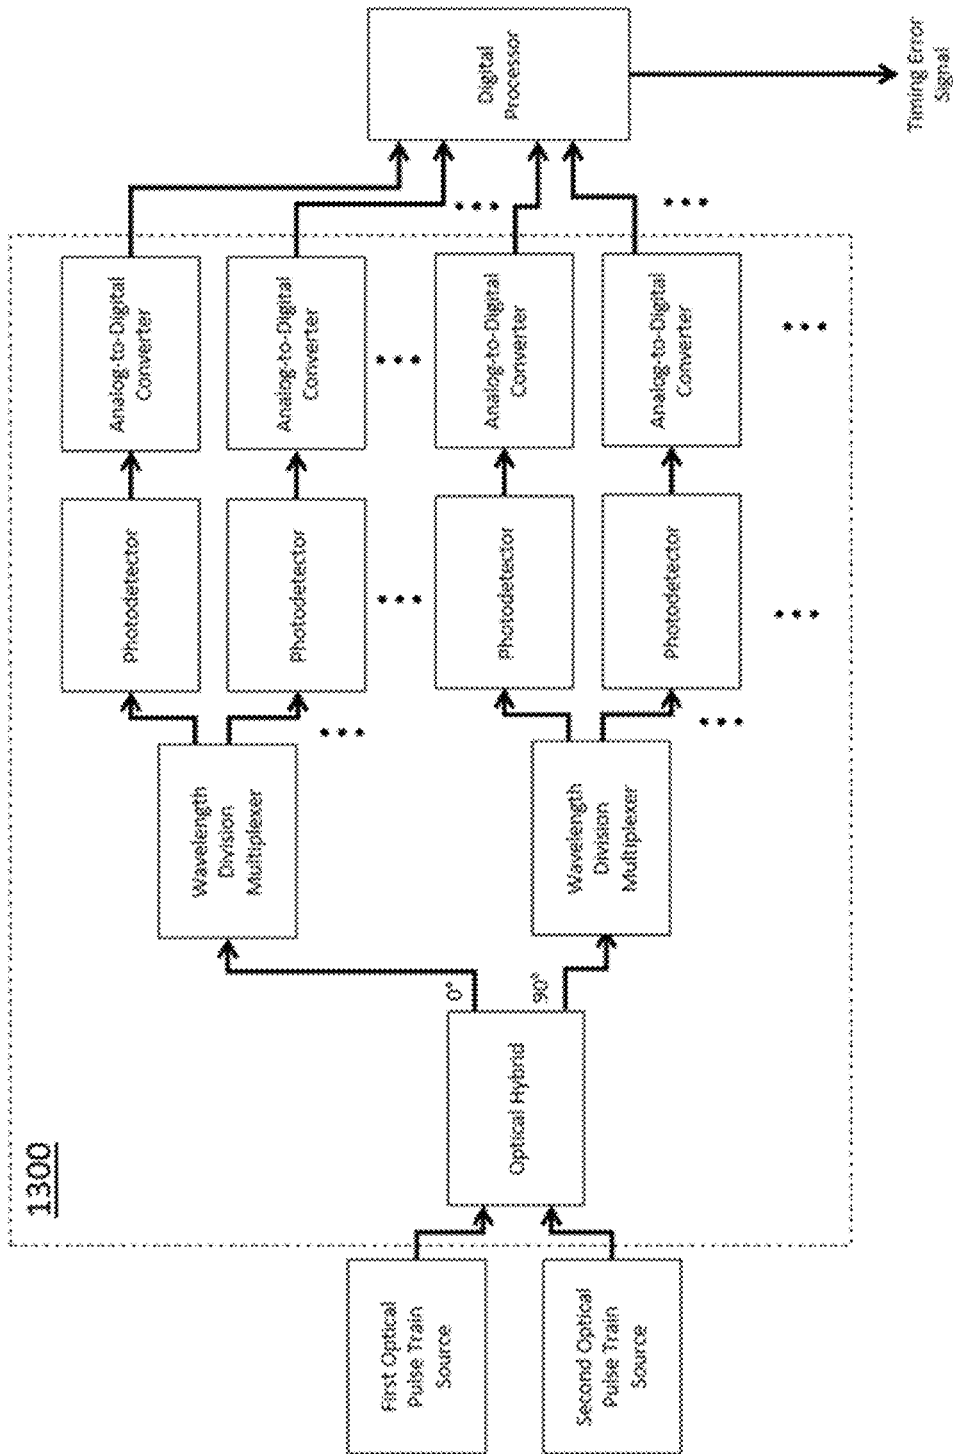 1300
First Optical
Pulse Train
Source
Second Optical
Pulse Train
Source
Optical Hybrid
0°
90°
Wavelength
Division
Multiplexer
Wavelength
Division
Multiplexer
Photodetector
Photodetector
Photodetector
Photodetector
Analog-to-Digital
Converter
Analog-to-Digital
Converter
Analog-to-Digital
Converter
Analog-to-Digital
Converter
Digital
Processor
Timing Error
Signal